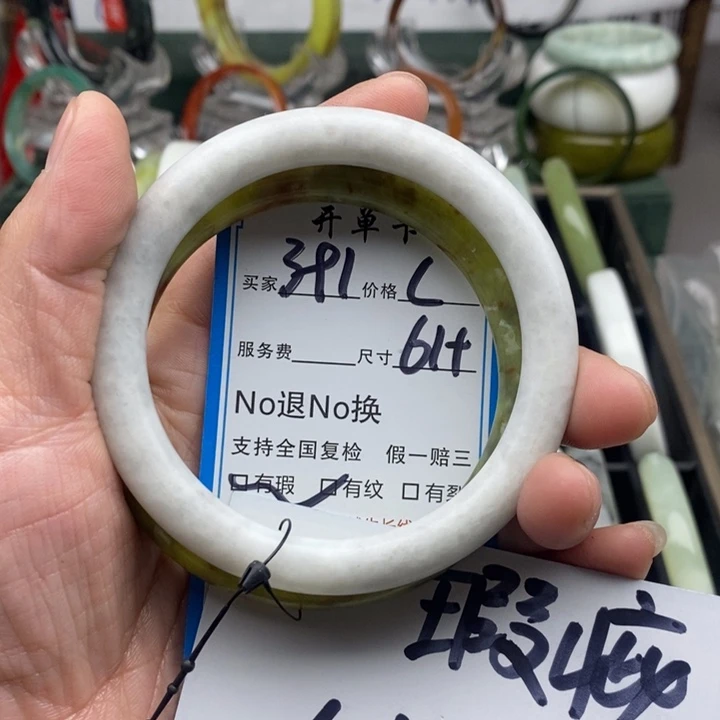 开单卡
买家 391 价格 C
服务费 尺寸 61+
No退No换
支持全国复检 假一赔三
□有瑕 □有纹 □有裂
瑕疵